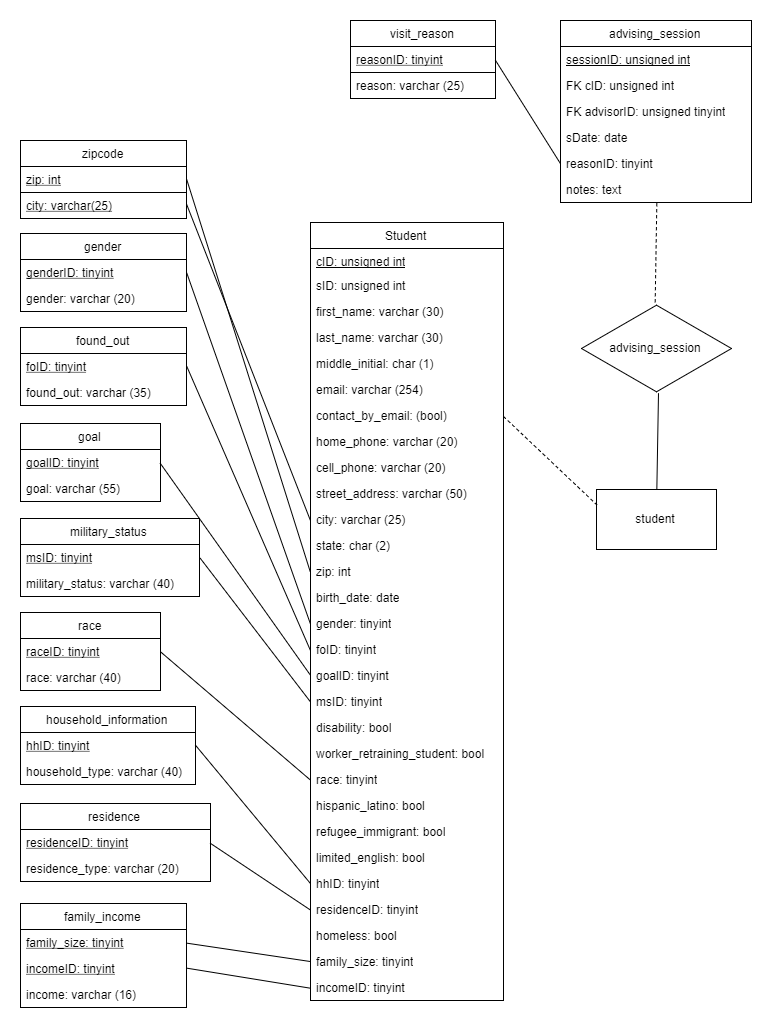 visit_reason
reasonID: tinyint
reason: varchar (25)
advising_session
sessionID: unsigned int
FK cID: unsigned int
FK advisorID: unsigned tinyint
sDate: date
reasonID: tinyint
notes: text
zipcode
zip: int
city: varchar(25)
gender
genderID: tinyint
gender: varchar (20)
found_out
foID: tinyint
found_out: varchar (35)
goal
goalID: tinyint
goal: varchar (55)
military_status
msID: tinyint
military_status: varchar (40)
race
raceID: tinyint
race: varchar (40)
household_information
hhID: tinyint
household_type: varchar (40)
residence
residenceID: tinyint
residence_type: varchar (20)
family_income
family_size: tinyint
incomeID: tinyint
income: varchar (16)
Student
cID: unsigned int
sID: unsigned int
first_name: varchar (30)
last_name: varchar (30)
middle_initial: char (1)
email: varchar (254)
contact_by_email: (bool)
home_phone: varchar (20)
cell_phone: varchar (20)
street_address: varchar (50)
city: varchar (25)
state: char (2)
zip: int
birth_date: date
gender: tinyint
foID: tinyint
goalID: tinyint
msID: tinyint
disability: bool
worker_retraining_student: bool
race: tinyint
hispanic_latino: bool
refugee_immigrant: bool
limited_english: bool
hhID: tinyint
residenceID: tinyint
homeless: bool
family_size: tinyint
incomeID: tinyint
advising_session
student